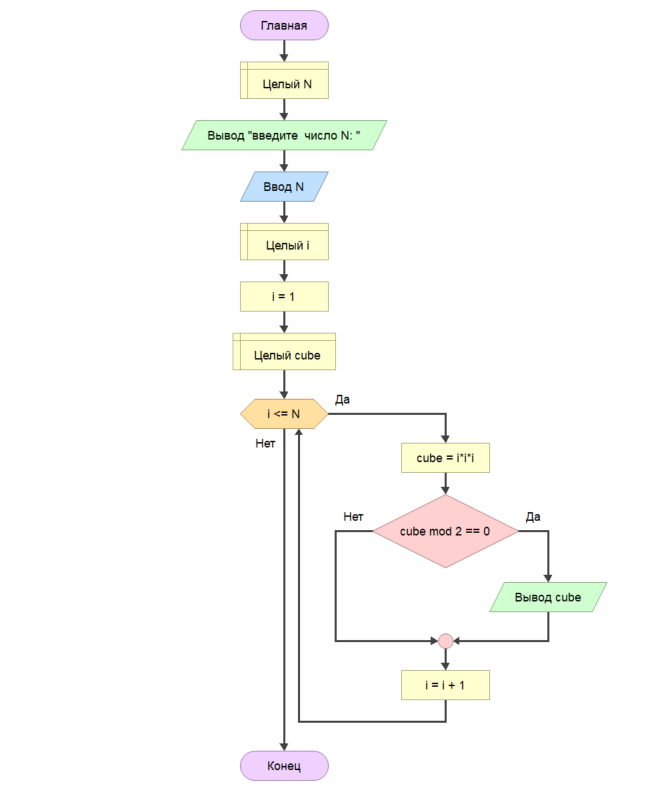 Главная
Целый N
Вывод "введите  число N: "
Ввод N
Целый i
i = 1
Целый cube
i <= N
Да
Нет
cube = i*i*i
Нет
cube mod 2 == 0
Да
Вывод cube
i = i + 1
Конец